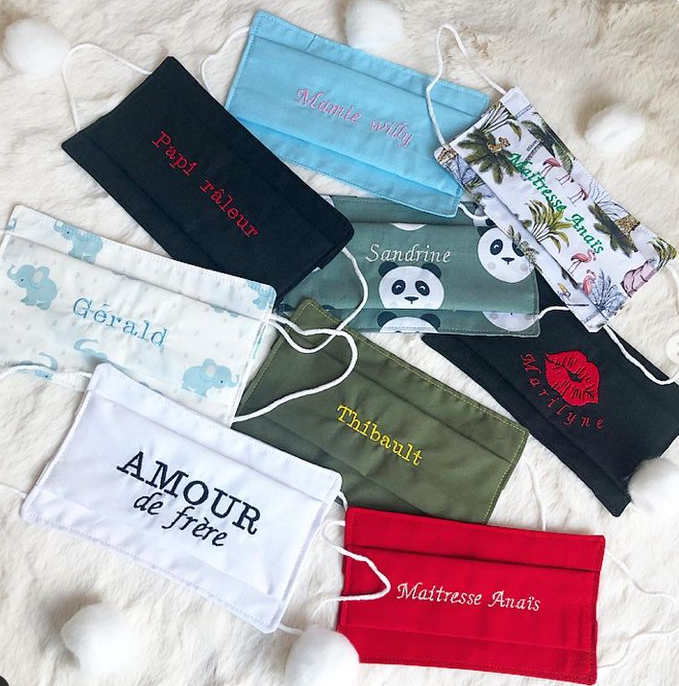 Mamie willy
Papi râleur
Maitresse Anaïs
Sandrine
Gérald
Marilyne
Thibault
AMOUR
de frère
Maitresse Anaïs